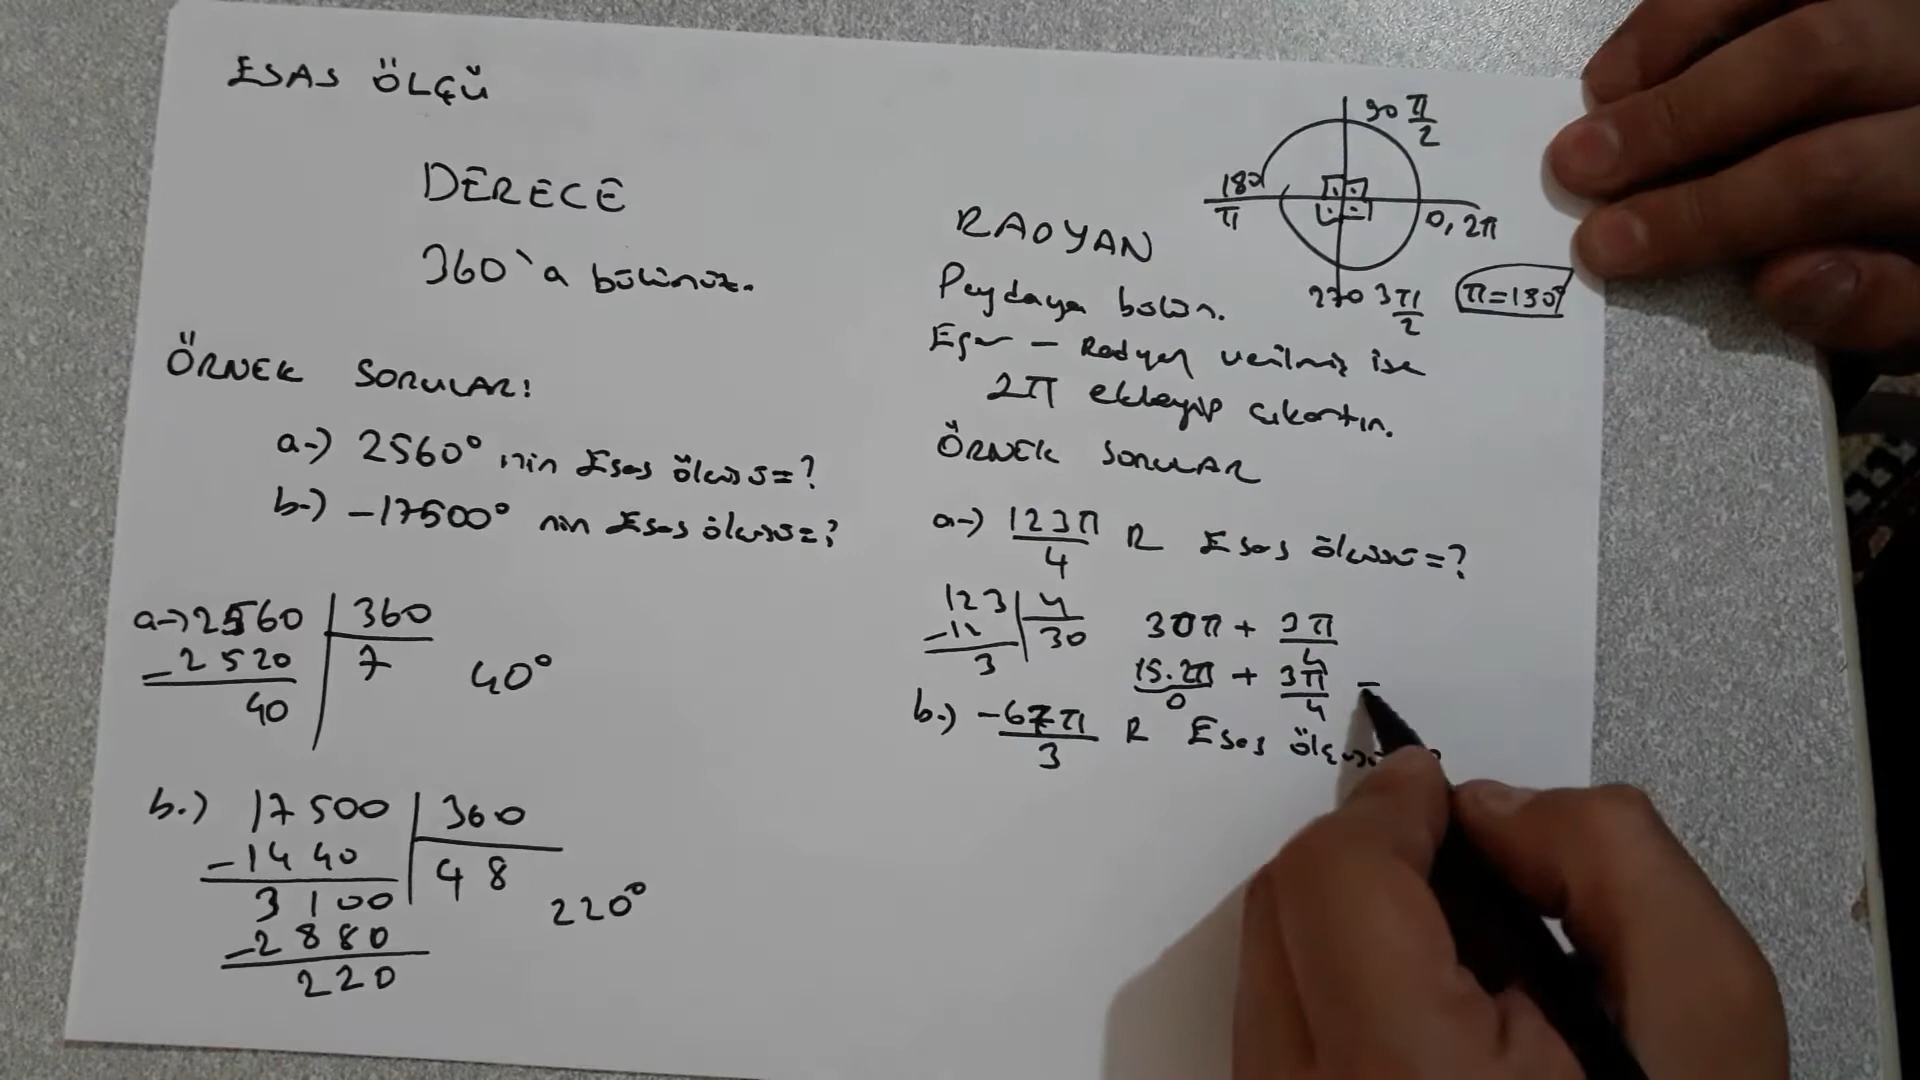 ESAS ÖLÇÜ
DERECE
360'a bölünüz.
ÖRNEK SORULAR!
a-) 2560° nin Esas ölçüsü=?
b-) -17500° nin Esas ölçüsü=?
a-) 2560 | 360
-2520 7
40
40°
b-) 17500 | 360
-1440 48
3100
-2880
220
220°
90 π/2
180
π
0, 2π
270 3π/2
π=180°
RADYAN
Paydaya bölün.
Eğer - Radyan verilmiş ise
2π ekleyip çıkartın.
ÖRNEK SORULAR
a-) 123π/4 R Esas ölçüsü=?
123 | 4
-12 30
3
30π + 3π/4
15.2π + 3π/4 =
0
b-) -67π/3 R Esas